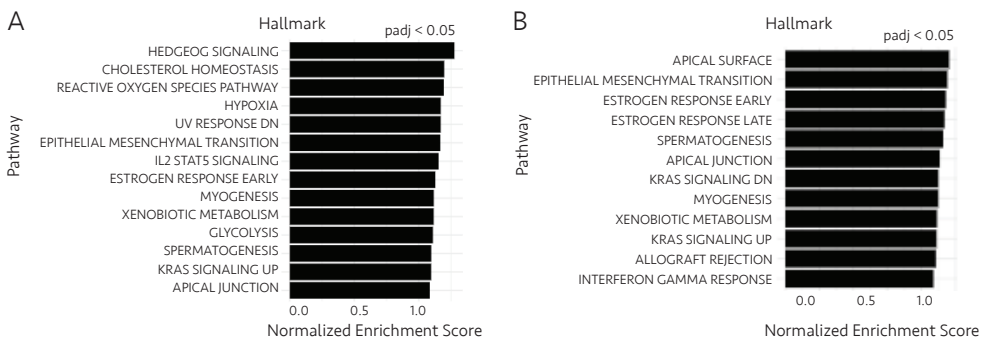 A
Hallmark
padj < 0.05
HEDGEOG SIGNALING
CHOLESTEROL HOMEOSTASIS
REACTIVE OXYGEN SPECIES PATHWAY
HYPOXIA
UV RESPONSE DN
EPITHELIAL MESENCHYMAL TRANSITION
IL2 STAT5 SIGNALING
ESTROGEN RESPONSE EARLY
MYOGENESIS
XENOBIOTIC METABOLISM
GLYCOLYSIS
SPERMATOGENESIS
KRAS SIGNALING UP
APICAL JUNCTION
Pathway
0.0 0.5 1.0
Normalized Enrichment Score
B
Hallmark
padj < 0.05
APICAL SURFACE
EPITHELIAL MESENCHYMAL TRANSITION
ESTROGEN RESPONSE EARLY
ESTROGEN RESPONSE LATE
SPERMATOGENESIS
APICAL JUNCTION
KRAS SIGNALING DN
MYOGENESIS
XENOBIOTIC METABOLISM
KRAS SIGNALING UP
ALLOGRAFT REJECTION
INTERFERON GAMMA RESPONSE
Pathway
0.0 0.5 1.0
Normalized Enrichment Score